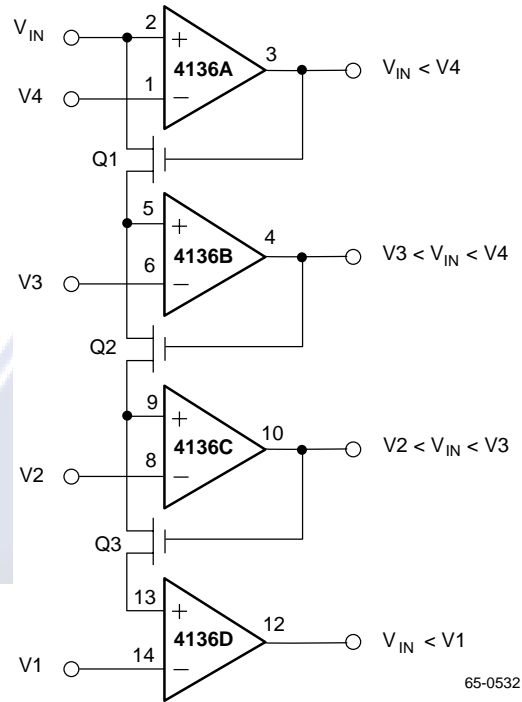 V_IN
2
+
4136A
3
V_IN < V4
V4
1
−
Q1
5
+
4136B
4
V3 < V_IN < V4
V3
6
−
Q2
9
+
4136C
10
V2 < V_IN < V3
V2
8
−
Q3
13
+
4136D
12
V_IN < V1
V1
14
−
65-0532